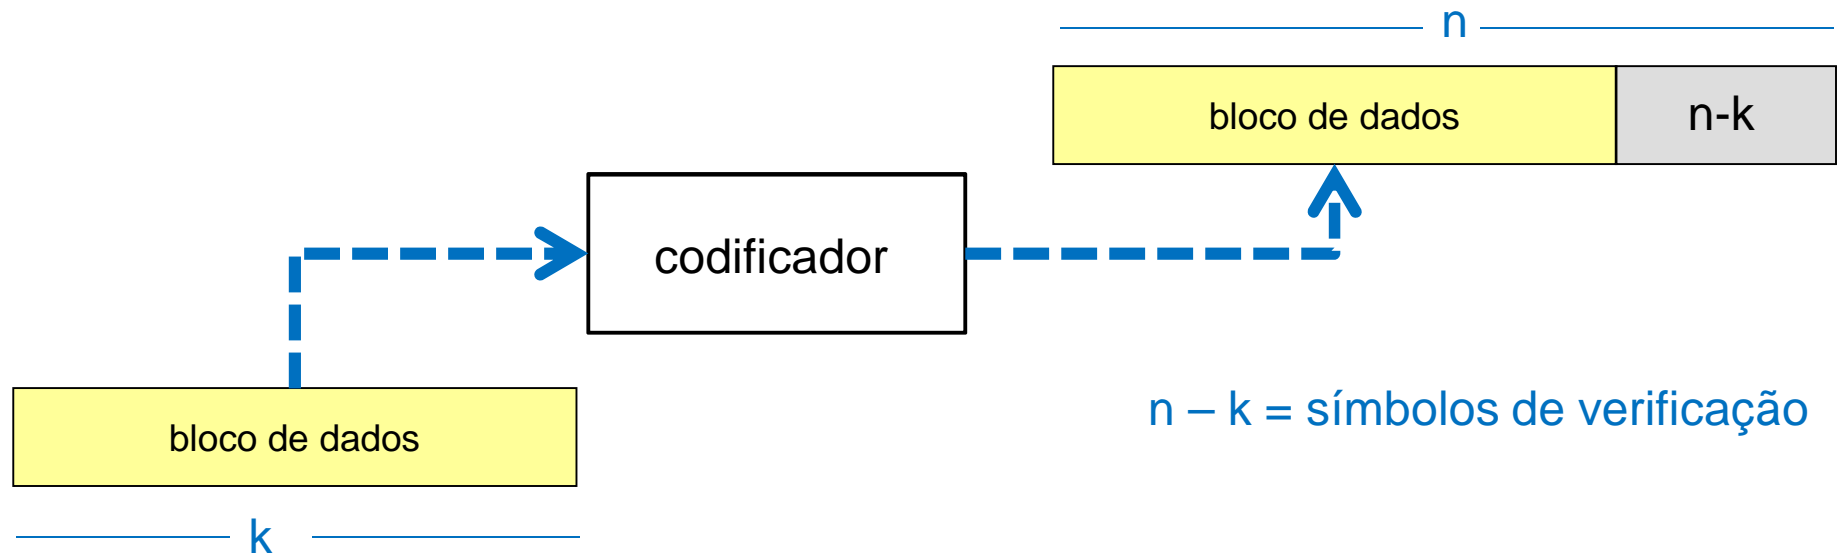 n
bloco de dados
n-k
codificador
n – k = símbolos de verificação
bloco de dados
k